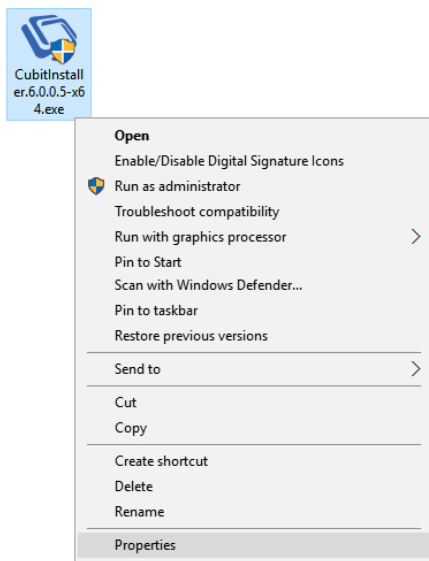 CubitInstall
er.6.0.0.5-x6
4.exe
Open
Enable/Disable Digital Signature Icons
Run as administrator
Troubleshoot compatibility
Run with graphics processor
Pin to Start
Scan with Windows Defender...
Pin to taskbar
Restore previous versions
Send to
Cut
Copy
Create shortcut
Delete
Rename
Properties